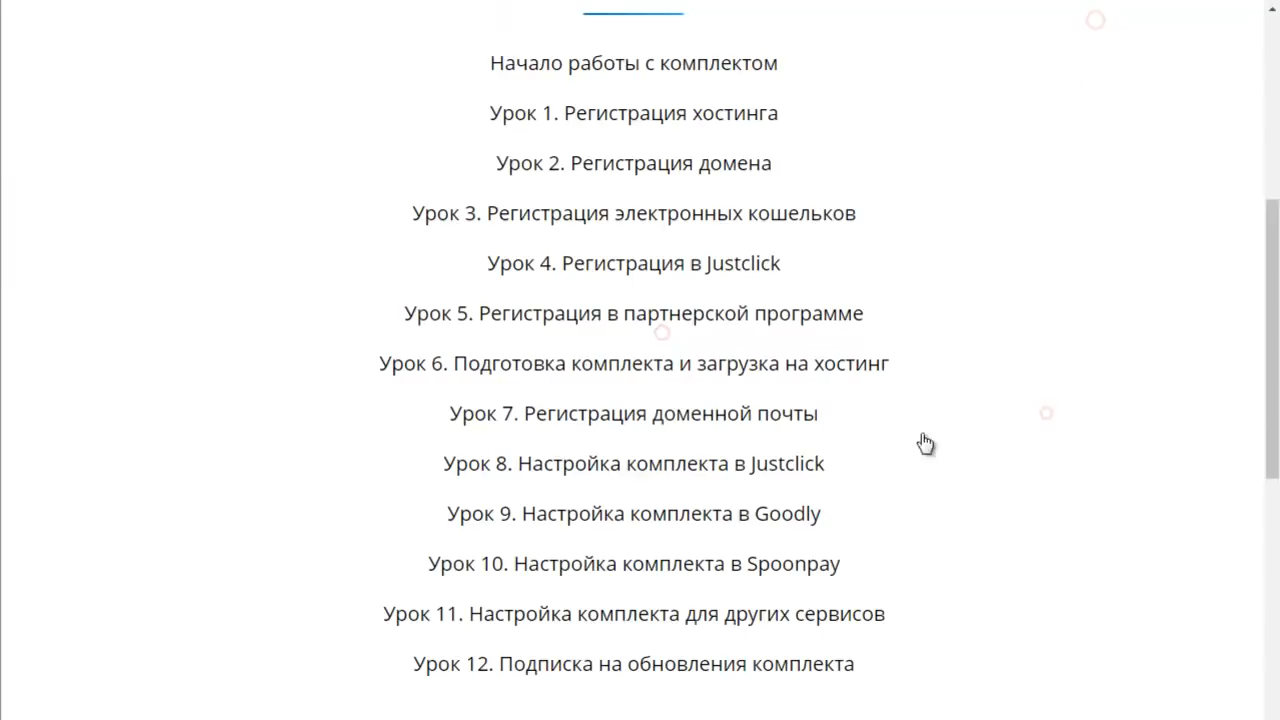 Начало работы с комплектом
Урок 1. Регистрация хостинга
Урок 2. Регистрация домена
Урок 3. Регистрация электронных кошельков
Урок 4. Регистрация в Justclick
Урок 5. Регистрация в партнерской программе
Урок 6. Подготовка комплекта и загрузка на хостинг
Урок 7. Регистрация доменной почты
Урок 8. Настройка комплекта в Justclick
Урок 9. Настройка комплекта в Goodly
Урок 10. Настройка комплекта в Spoonpay
Урок 11. Настройка комплекта для других сервисов
Урок 12. Подписка на обновления комплекта